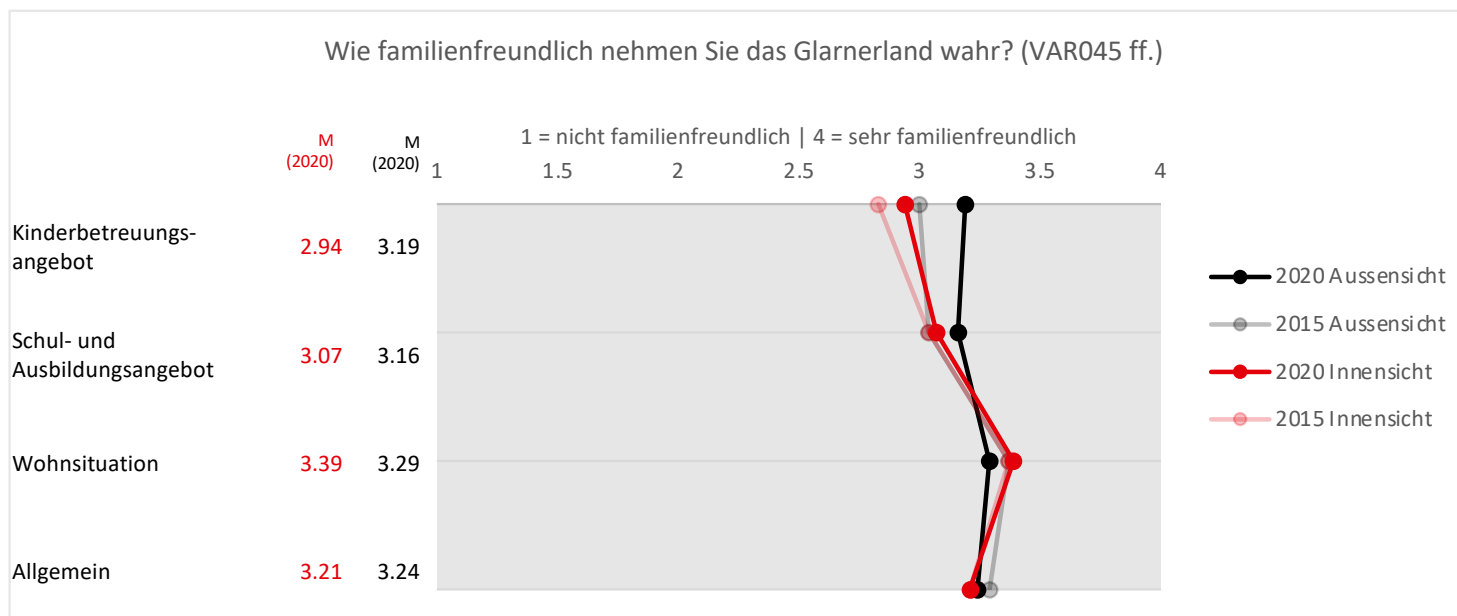 Wie familienfreundlich nehmen Sie das Glarnerland wahr? (VAR045 ff.)
1 = nicht familienfreundlich | 4 = sehr familienfreundlich
M
(2020)
M
(2020)
1 1.5 2 2.5 3 3.5 4
Kinderbetreuungs-
angebot
2.94 3.19
Schul- und
Ausbildungsangebot
3.07 3.16
Wohnsituation 3.39 3.29
Allgemein 3.21 3.24
2020 Aussensicht
2015 Aussensicht
2020 Innensicht
2015 Innensicht